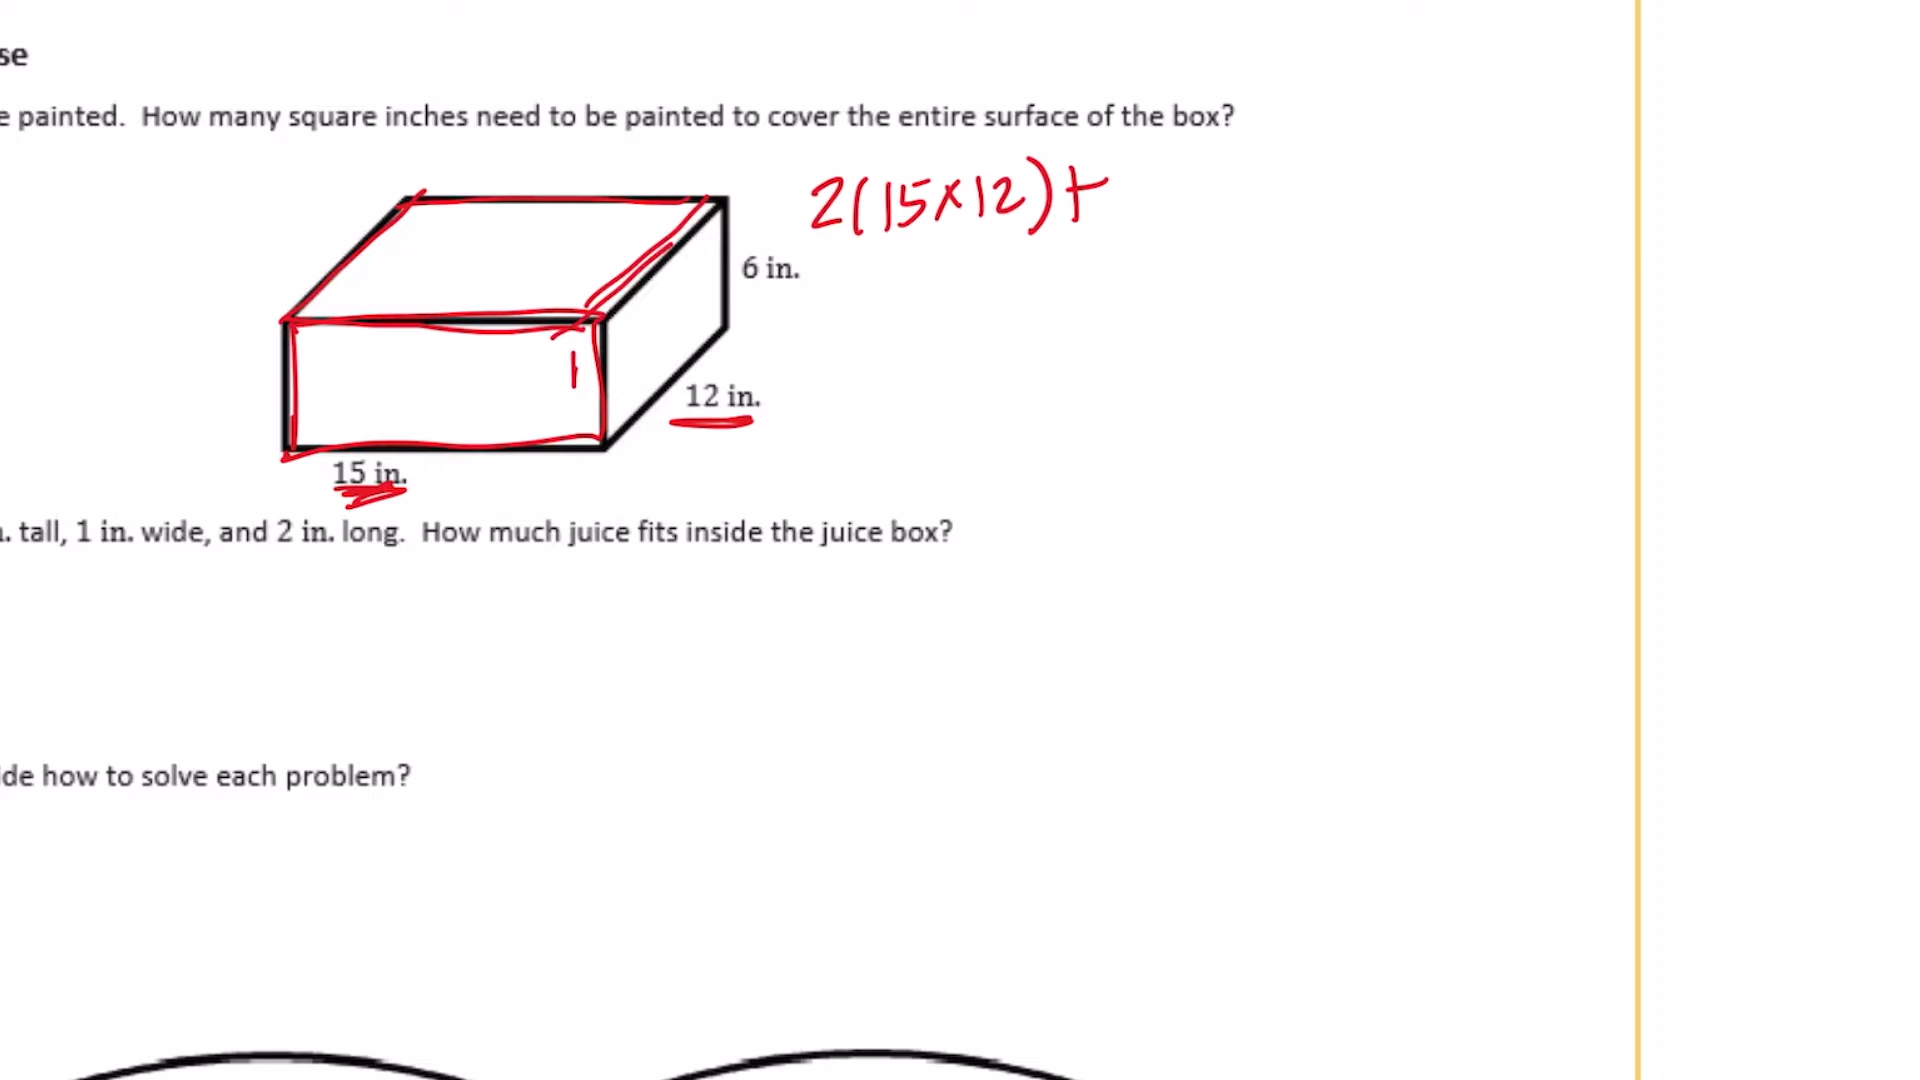 se
e painted. How many square inches need to be painted to cover the entire surface of the box?
2(15×12)+
6 in.
12 in.
15 in.
. tall, 1 in. wide, and 2 in. long. How much juice fits inside the juice box?
ide how to solve each problem?